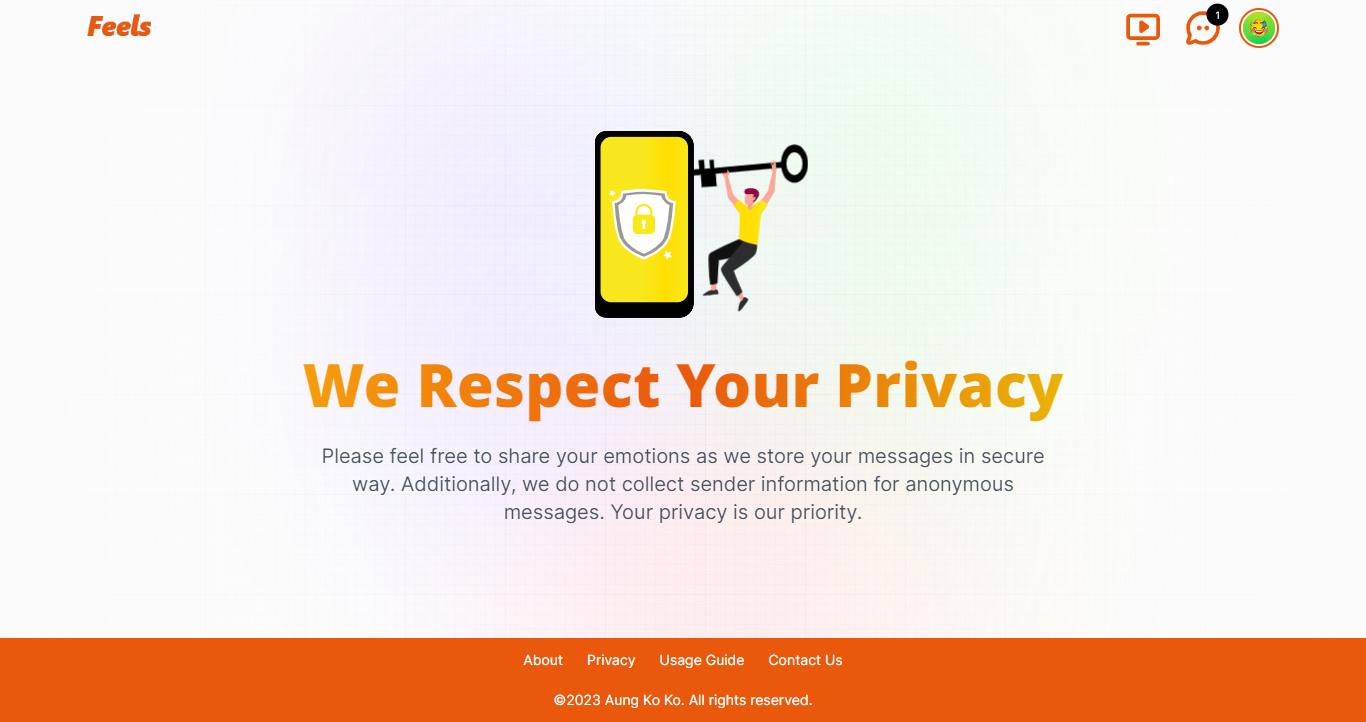 Feels
1
We Respect Your Privacy
Please feel free to share your emotions as we store your messages in secure
way. Additionally, we do not collect sender information for anonymous
messages. Your privacy is our priority.
About Privacy Usage Guide Contact Us
©2023 Aung Ko Ko. All rights reserved.